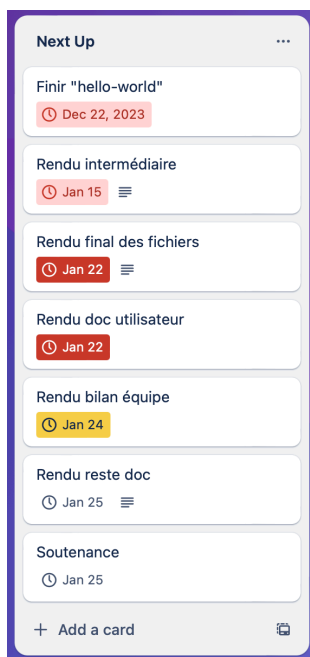 Next Up
Finir "hello-world"
Dec 22, 2023
Rendu intermédiaire
Jan 15
Rendu final des fichiers
Jan 22
Rendu doc utilisateur
Jan 22
Rendu bilan équipe
Jan 24
Rendu reste doc
Jan 25
Soutenance
Jan 25
+ Add a card